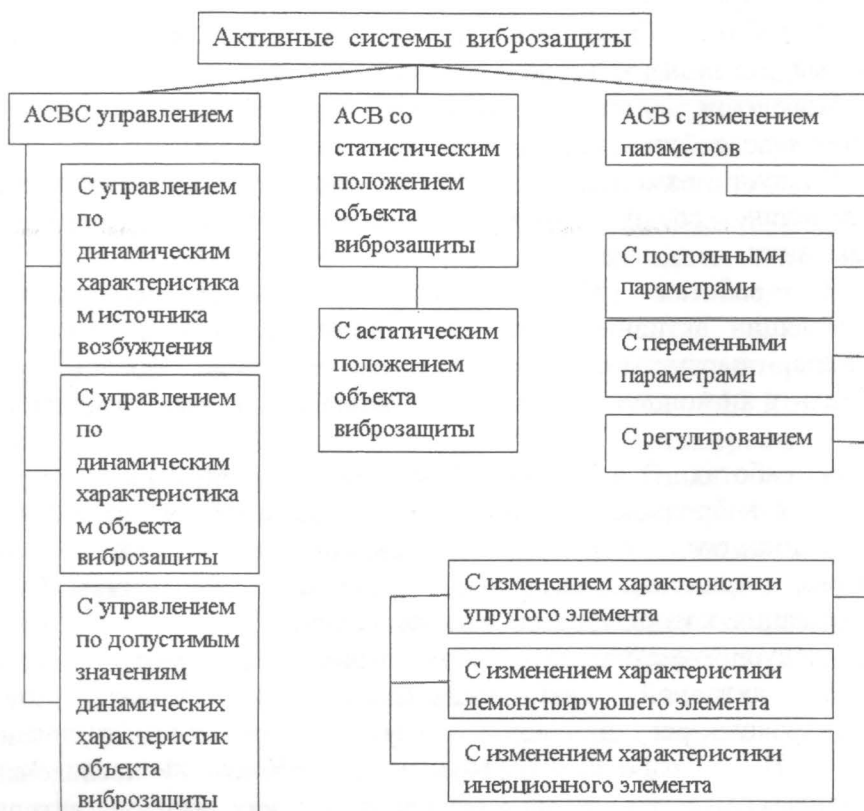 Активные системы виброзащиты
АСВС управлением
С управлением
по
динамическим
характеристика
м источника
возбуждения
С управлением
по
динамическим
характеристика
м объекта
виброзащиты
С управлением
по допустимым
значениям
динамических
характеристик
объекта
виброзащиты
АСВ со
статистическим
положением
объекта
виброзащиты
С астатическим
положением
объекта
виброзащиты
АСВ с изменением
параметров
С постоянными
параметрами
С переменными
параметрами
С регулированием
С изменением характеристики
упругого элемента
С изменением характеристики
демонстрирующего элемента
С изменением характеристики
инерционного элемента